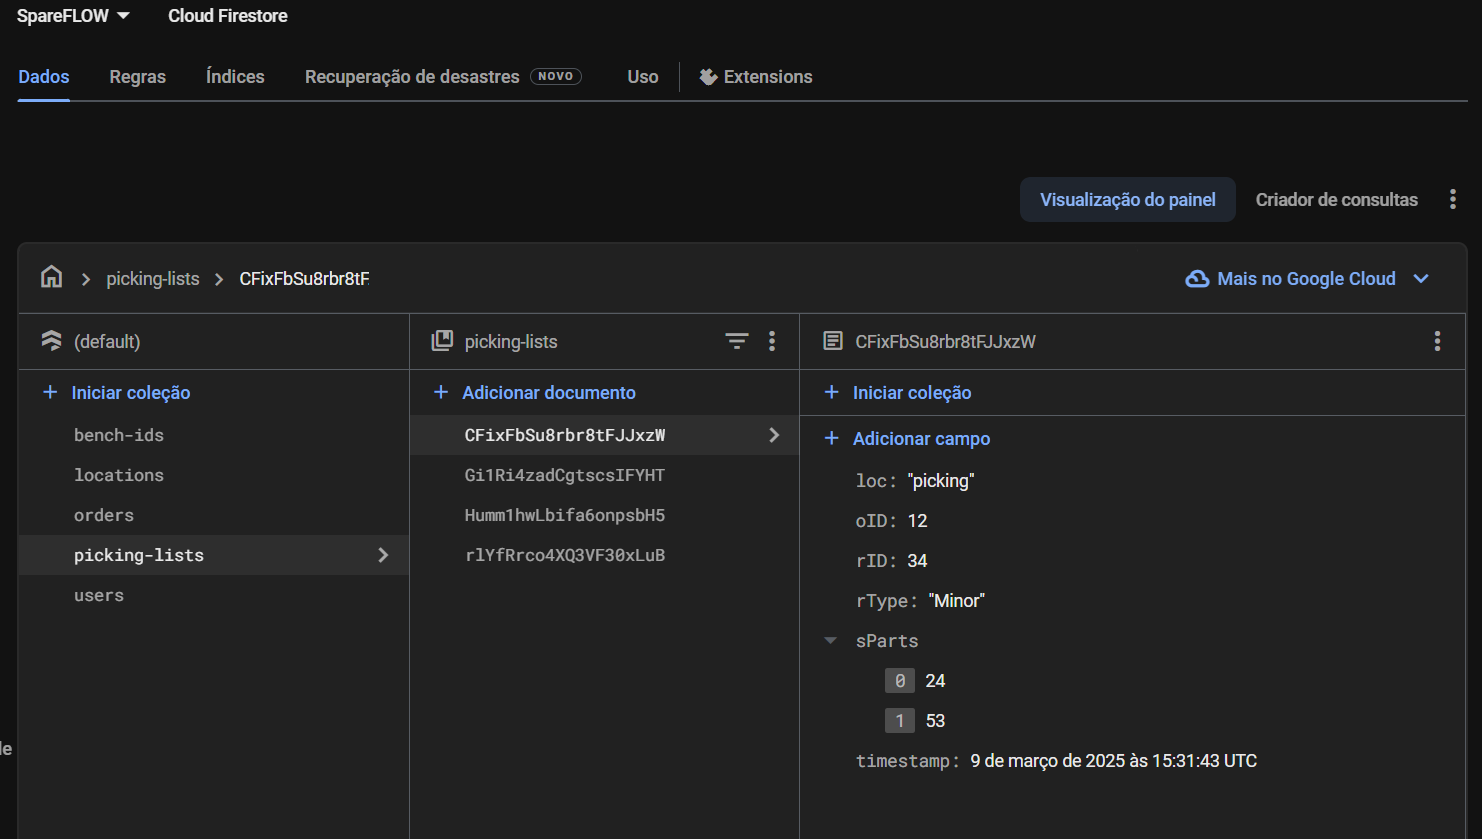 SpareFLOW Cloud Firestore
Dados Regras Índices Recuperação de desastres NOVO Uso Extensions
Visualização do painel Criador de consultas
picking-lists CFixFbSu8rbr8tF
Mais no Google Cloud
(default)
Iniciar coleção
bench-ids
locations
orders
picking-lists
users
picking-lists
Adicionar documento
CFixFbSu8rbr8tFJJxzW
Gi1Ri4zadCgtscsIFYHT
Humm1hwLbifa6onpsbH5
rlYfRrco4XQ3VF30xLuB
CFixFbSu8rbr8tFJJxzW
Iniciar coleção
Adicionar campo
loc: "picking"
oID: 12
rID: 34
rType: "Minor"
sParts
0 24
1 53
timestamp: 9 de março de 2025 às 15:31:43 UTC